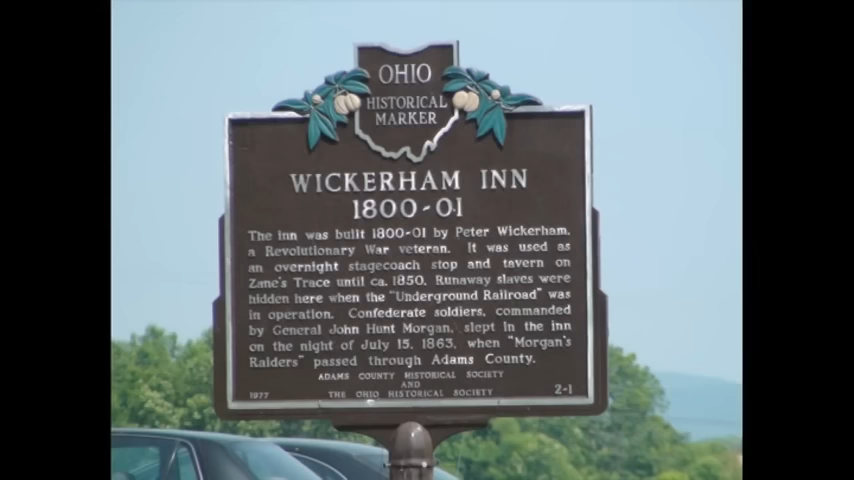 OHIO
HISTORICAL
MARKER
WICKERHAM INN
1800-01
The inn was built 1800-01 by Peter Wickerham,
a Revolutionary War veteran. It was used as
an overnight stagecoach stop and tavern on
Zane's Trace until ca. 1850. Runaway slaves were
hidden here when the "Underground Railroad" was
in operation. Confederate soldiers, commanded
by General John Hunt Morgan, slept in the inn
on the night of July 15, 1863, when "Morgan's
Raiders" passed through Adams County.
ADAMS COUNTY HISTORICAL SOCIETY
AND
1977 THE OHIO HISTORICAL SOCIETY 2-1